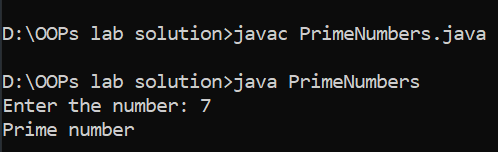 D:\OOPs lab solution>javac PrimeNumbers.java
D:\OOPs lab solution>java PrimeNumbers
Enter the number: 7
Prime number